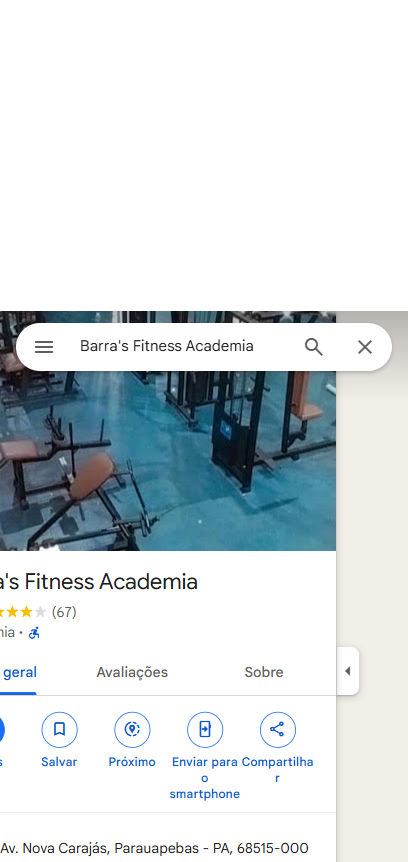 Barra's Fitness Academia
a's Fitness Academia
(67)
nia •
geral
Avaliações
Sobre
s
Salvar
Próximo
Enviar para
o
smartphone
Compartilha
r
Av. Nova Carajás, Parauapebas - PA, 68515-000